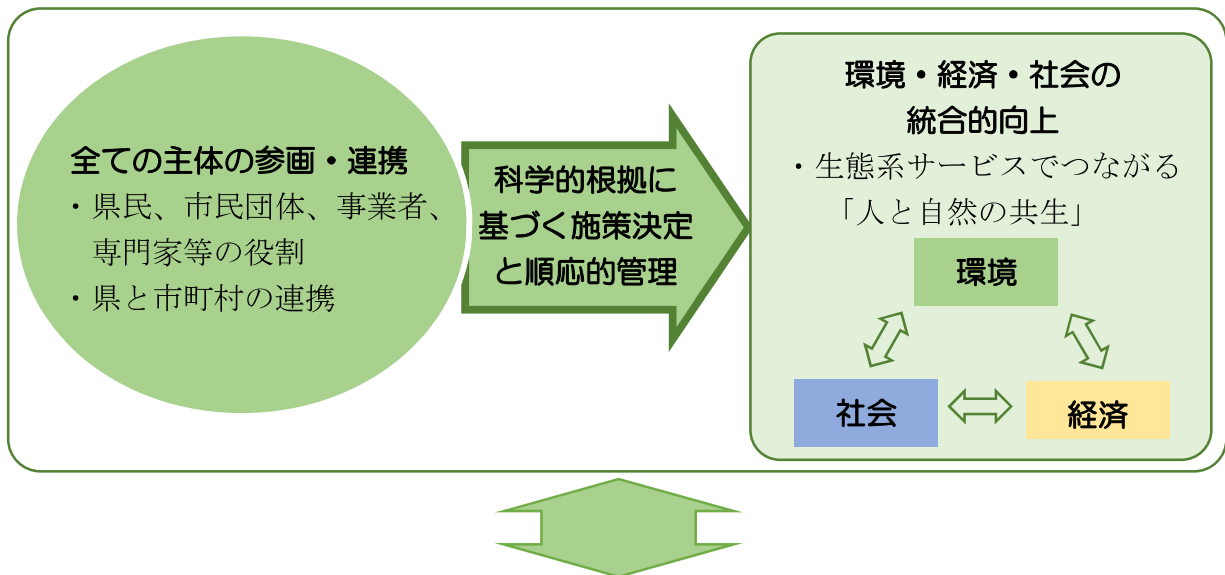 全ての主体の参画・連携
・県民、市民団体、事業者、
専門家等の役割
・県と市町村の連携
科学的根拠に
基づく施策決定
と順応的管理
環境・経済・社会の
統合的向上
・生態系サービスでつながる
「人と自然の共生」
環境
社会
経済